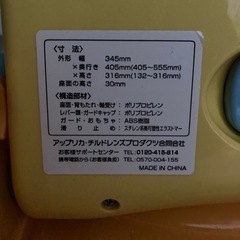 ＜寸 法＞
外形 幅 345mm
×奥行き 405mm(405〜555mm)
×高さ 316mm(132〜316mm)
座面の高さ 30mm
＜構造部材＞
座面・背もたれ・軸受け： ポリプロピレン
レバー類・ガードキャップ： ポリプロピレン
ガード・おもちゃ： ABS樹脂
スチレン系熱可塑性エラストマー
アップリカ・チルドレンズプロダクツ合同会社
お客様サポートセンター TEL. 0120-415-814
携帯電話から(お客様負担) TEL. 0570-004-155
MADE IN CHINA